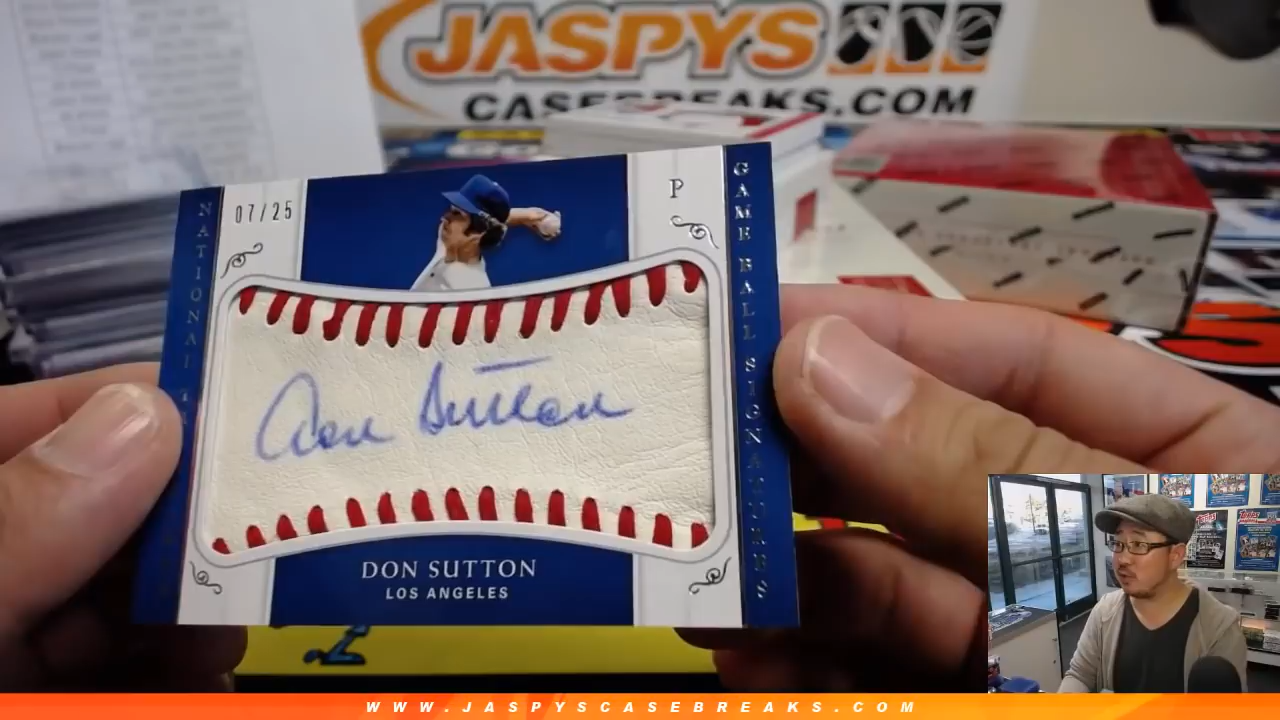 JASPYS
CASEBREAKS.COM
07/25
P
NATIONAL
GAME BALL SIGNATURES
Don Sutton
DON SUTTON
LOS ANGELES
WWW.JASPYSCASEBREAKS.COM